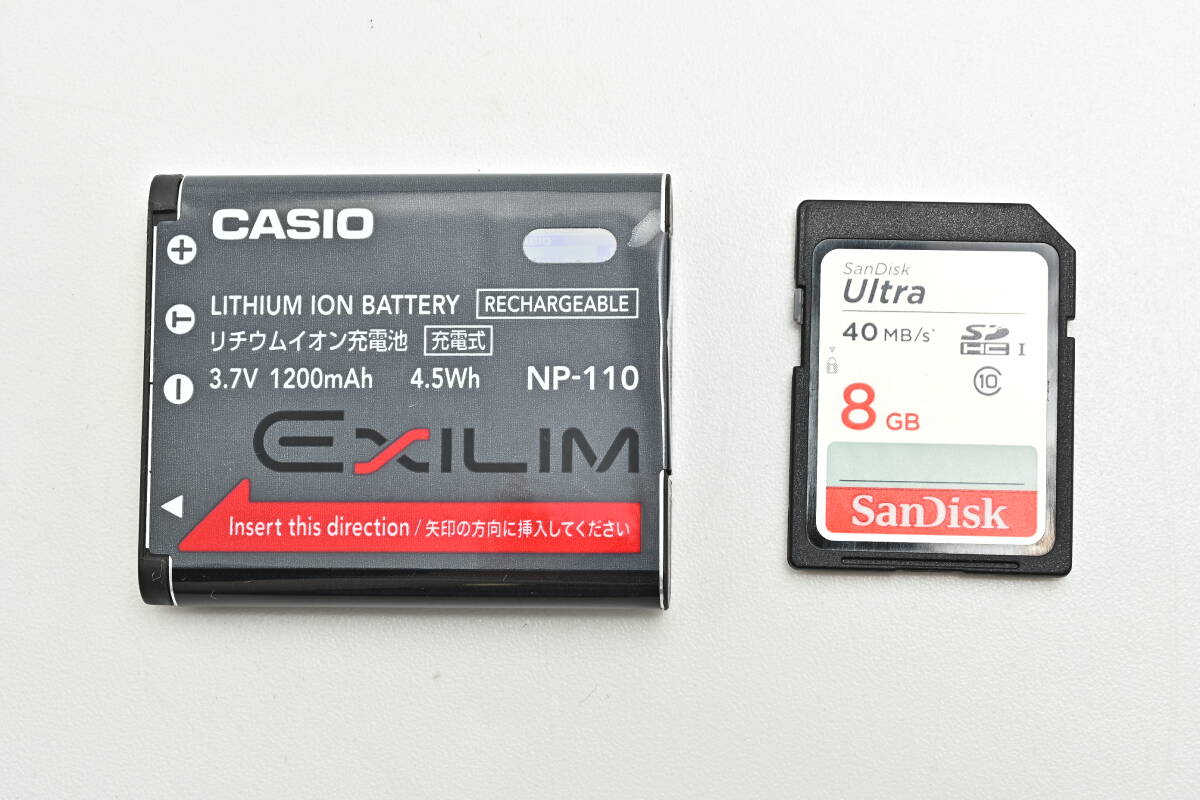 CASIO
+
LITHIUM ION BATTERY RECHARGEABLE
T
リチウムイオン充電池 充電式
−
3.7V 1200mAh 4.5Wh NP-110
EXILIM
Insert this direction / 矢印の方向に挿入してください
SanDisk
Ultra
40 MB/s*
SD HC I
10
8 GB
SanDisk